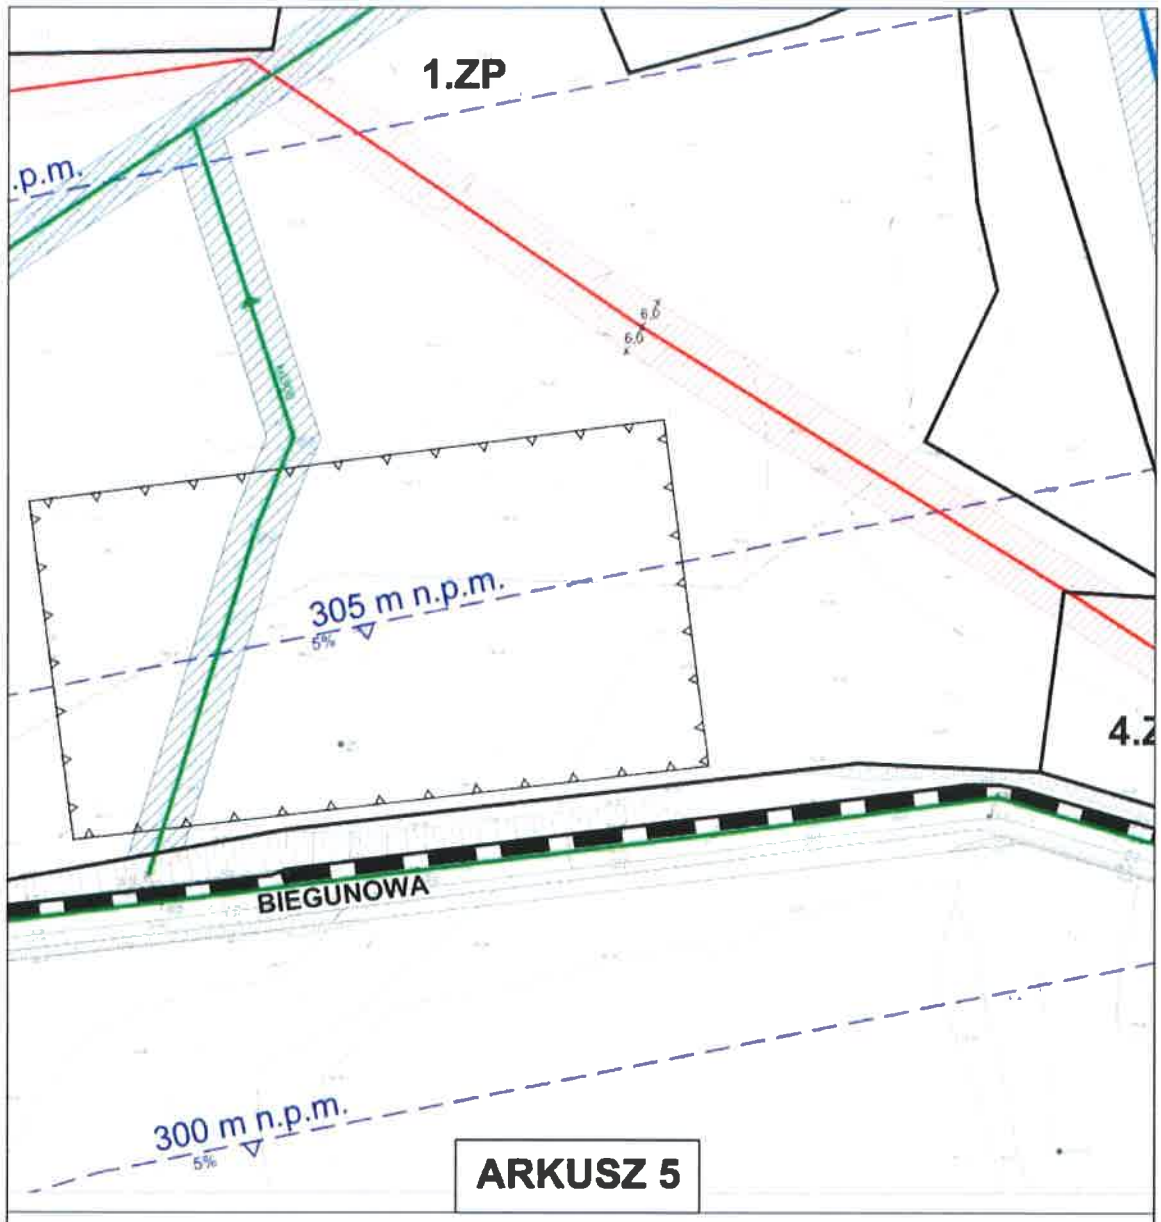 1.ZP
.p.m.
6,0
6,0
305 m n.p.m.
5%
4.Z
BIEGUNOWA
300 m n.p.m.
5%
ARKUSZ 5